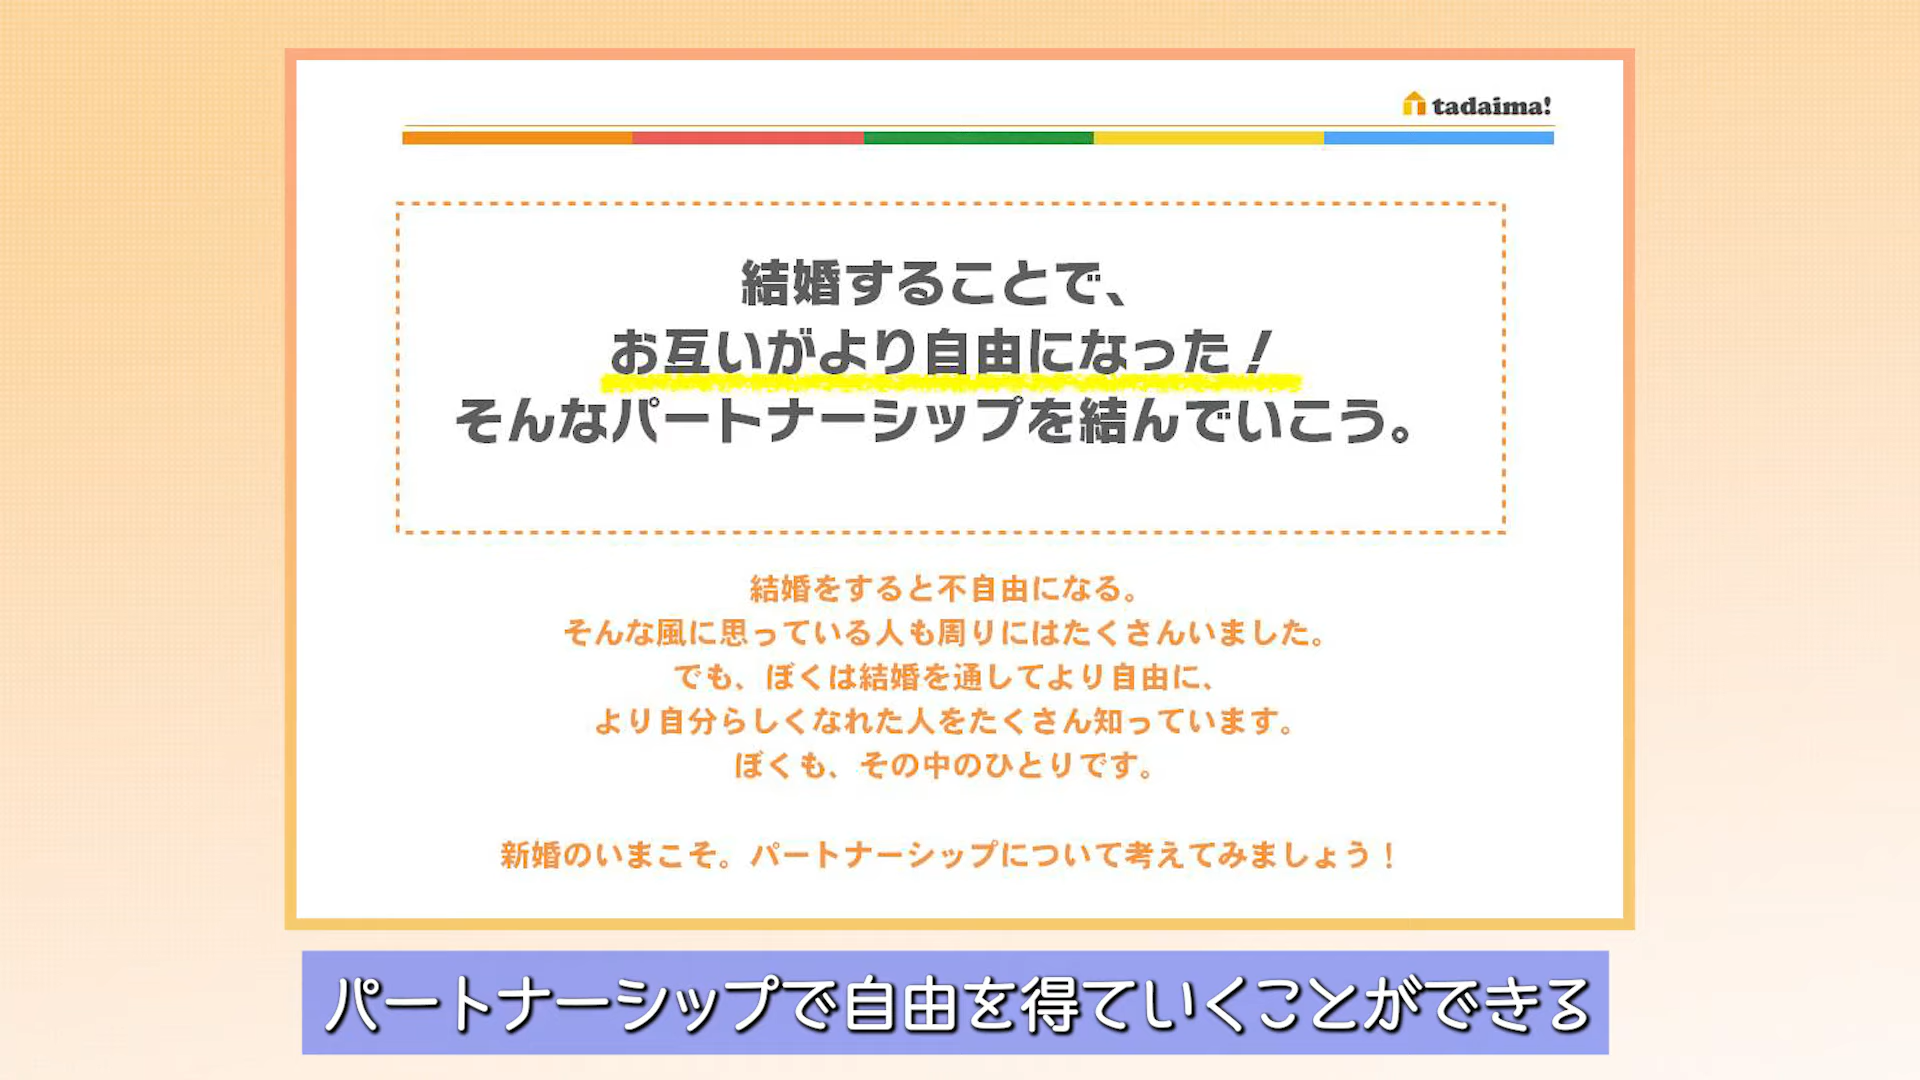 tadaima!
結婚することで、
お互いがより自由になった！
そんなパートナーシップを結んでいこう。
結婚をすると不自由になる。
そんな風に思っている人も周りにはたくさんいました。
でも、ぼくは結婚を通してより自由に、
より自分らしくなれた人をたくさん知っています。
ぼくも、その中のひとりです。
新婚のいまこそ。パートナーシップについて考えてみましょう！
パートナーシップで自由を得ていくことができる